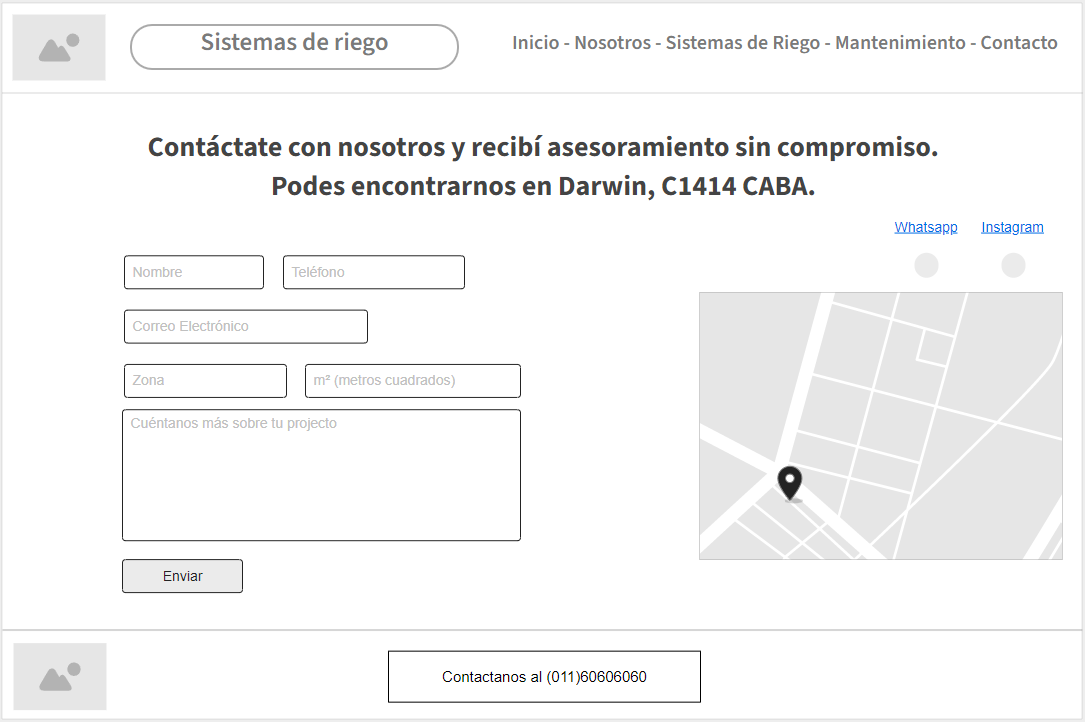 Sistemas de riego
Inicio - Nosotros - Sistemas de Riego - Mantenimiento - Contacto
Contáctate con nosotros y recibí asesoramiento sin compromiso.
Podes encontrarnos en Darwin, C1414 CABA.
Whatsapp Instagram
Nombre Teléfono
Correo Electrónico
Zona m² (metros cuadrados)
Cuéntanos más sobre tu projecto
Enviar
Contactanos al (011)60606060